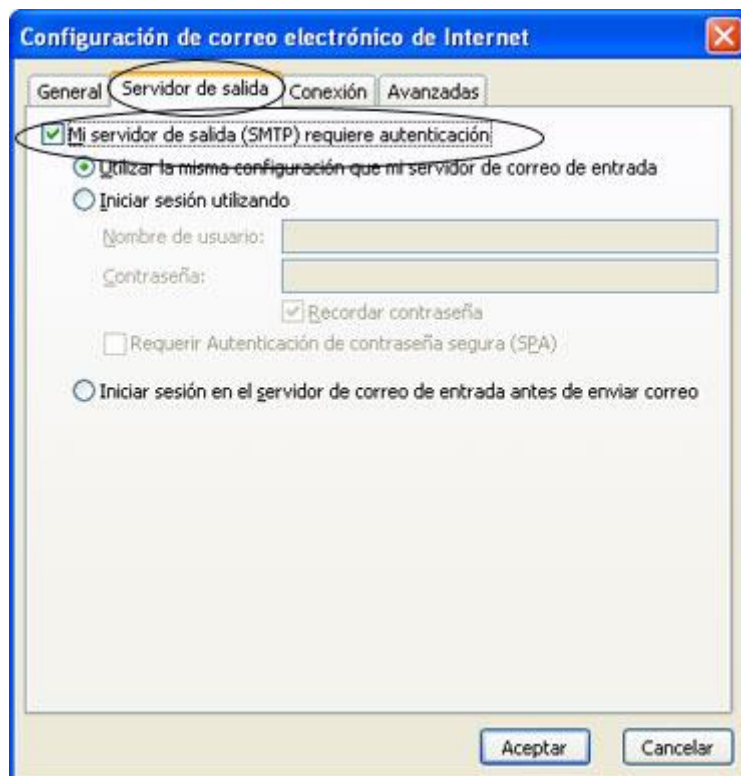 Configuración de correo electrónico de Internet
General Servidor de salida Conexión Avanzadas
Mi servidor de salida (SMTP) requiere autenticación
Utilizar la misma configuración que mi servidor de correo de entrada
Iniciar sesión utilizando
Nombre de usuario:
Contraseña:
Recordar contraseña
Requerir Autenticación de contraseña segura (SPA)
Iniciar sesión en el servidor de correo de entrada antes de enviar correo
Aceptar Cancelar